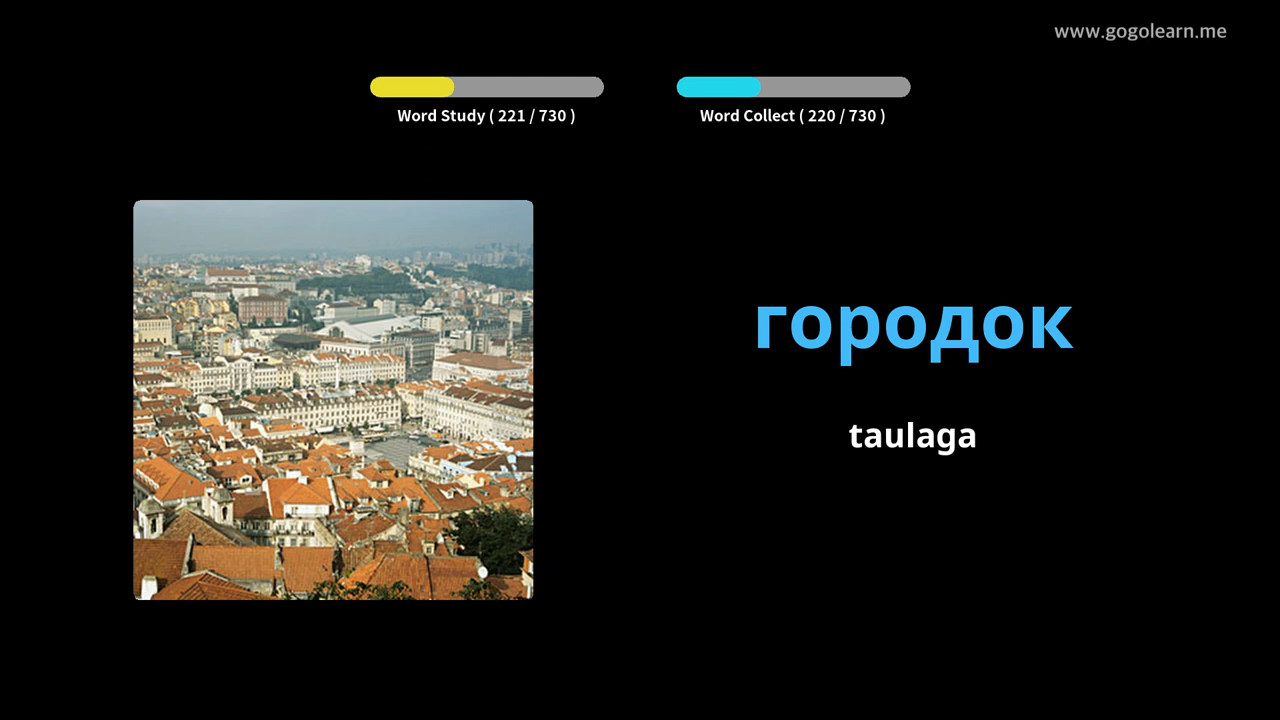 www.gogolearn.me
Word Study ( 221 / 730 )
Word Collect ( 220 / 730 )
городок
taulaga